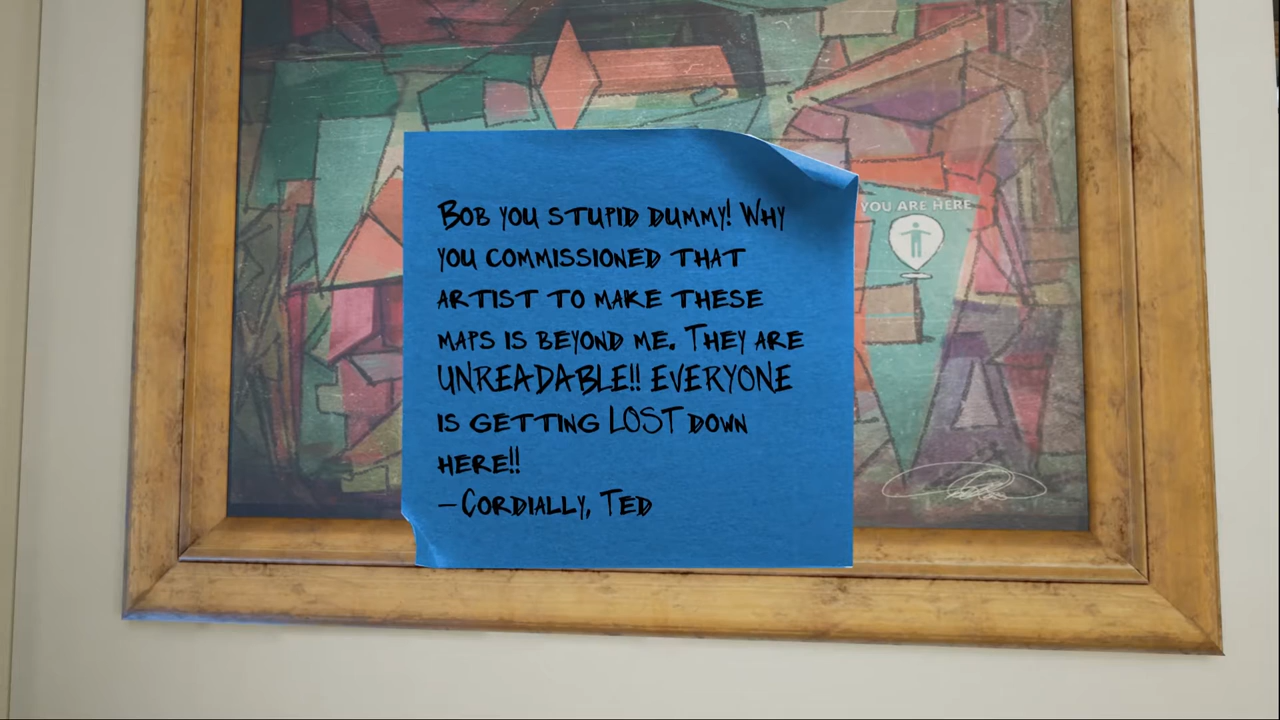 Bob you stupid dummy! Why
you commissioned that
artist to make these
maps is beyond me. They are
UNREADABLE!! EVERYONE
is getting LOST down
here!!
—Cordially, Ted
YOU ARE HERE